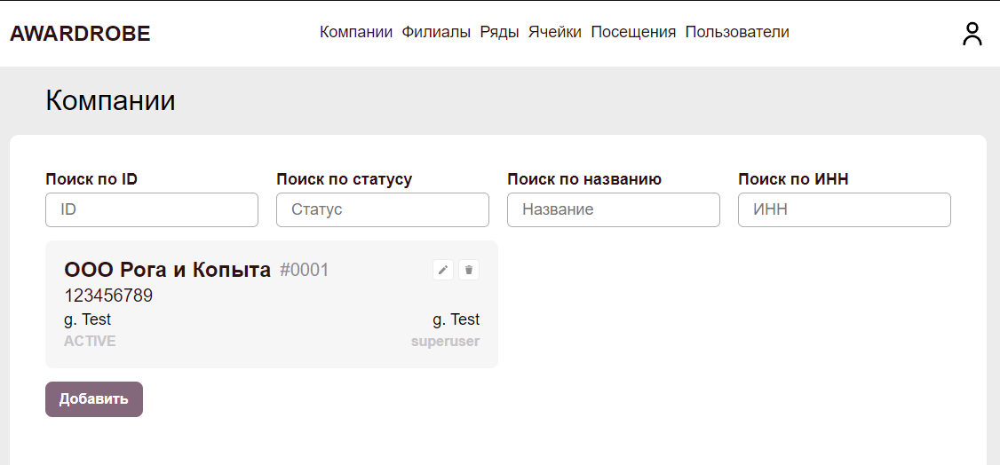 AWARDROBE Компании Филиалы Ряды Ячейки Посещения Пользователи
Компании
Поиск по ID Поиск по статусу Поиск по названию Поиск по ИНН
ID Статус Название ИНН
ООО Рога и Копыта #0001
123456789
g. Test g. Test
ACTIVE superuser
Добавить